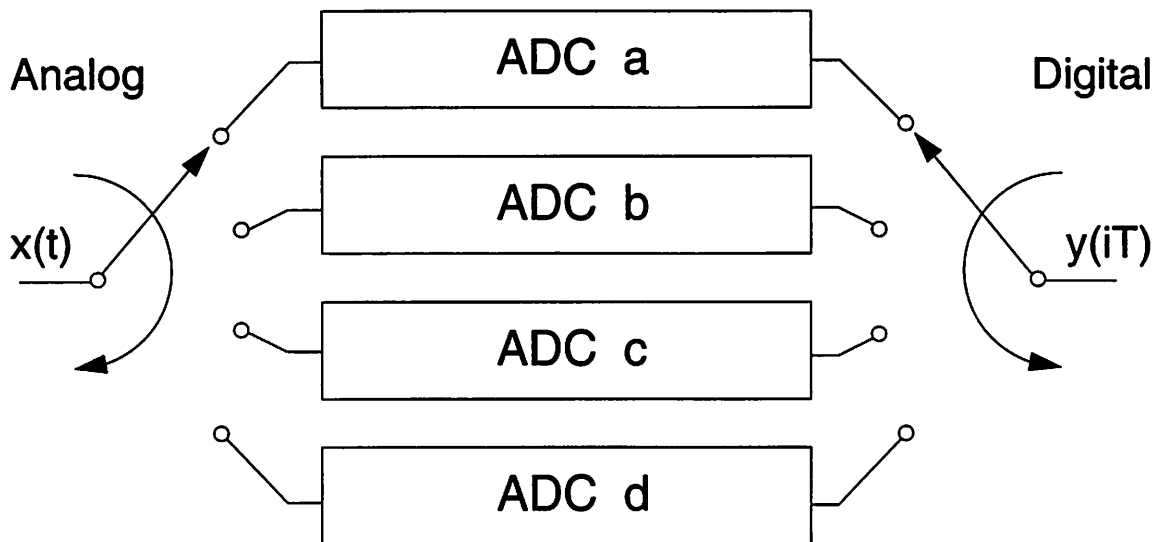 ADC a
Analog
Digital
ADC b
x(t)
y(iT)
ADC c
ADC d